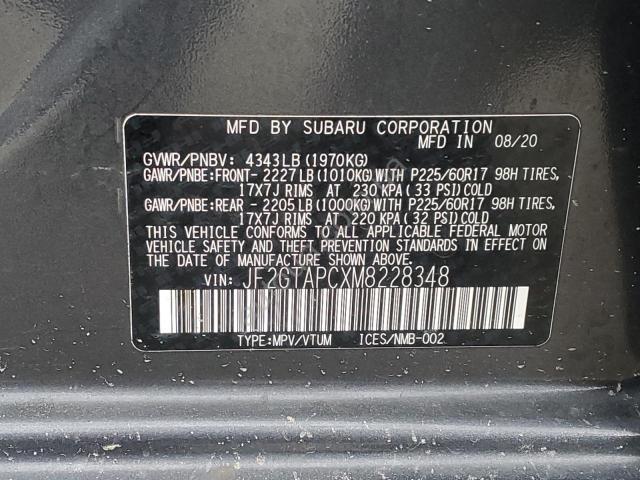 MFD BY SUBARU CORPORATION
MFD IN 08/20
GVWR/PNBV: 4343LB (1970KG)
GAWR/PNBE:FRONT- 2227LB (1010KG) WITH P225/60R17 98H TIRES,
17X7J RIMS AT 230 KPA (33 PSI) COLD
GAWR/PNBE:REAR - 2205LB (1000KG) WITH P225/60R17 98H TIRES,
17X7J RIMS AT 220 KPA (32 PSI) COLD
THIS VEHICLE CONFORMS TO ALL APPLICABLE FEDERAL MOTOR
VEHICLE SAFETY AND THEFT PREVENTION STANDARDS IN EFFECT ON
THE DATE OF MANUFACTURE SHOWN ABOVE.
VIN: JF2GTAPCXM8228348
TYPE:MPV/VTUM ICES/NMB-002